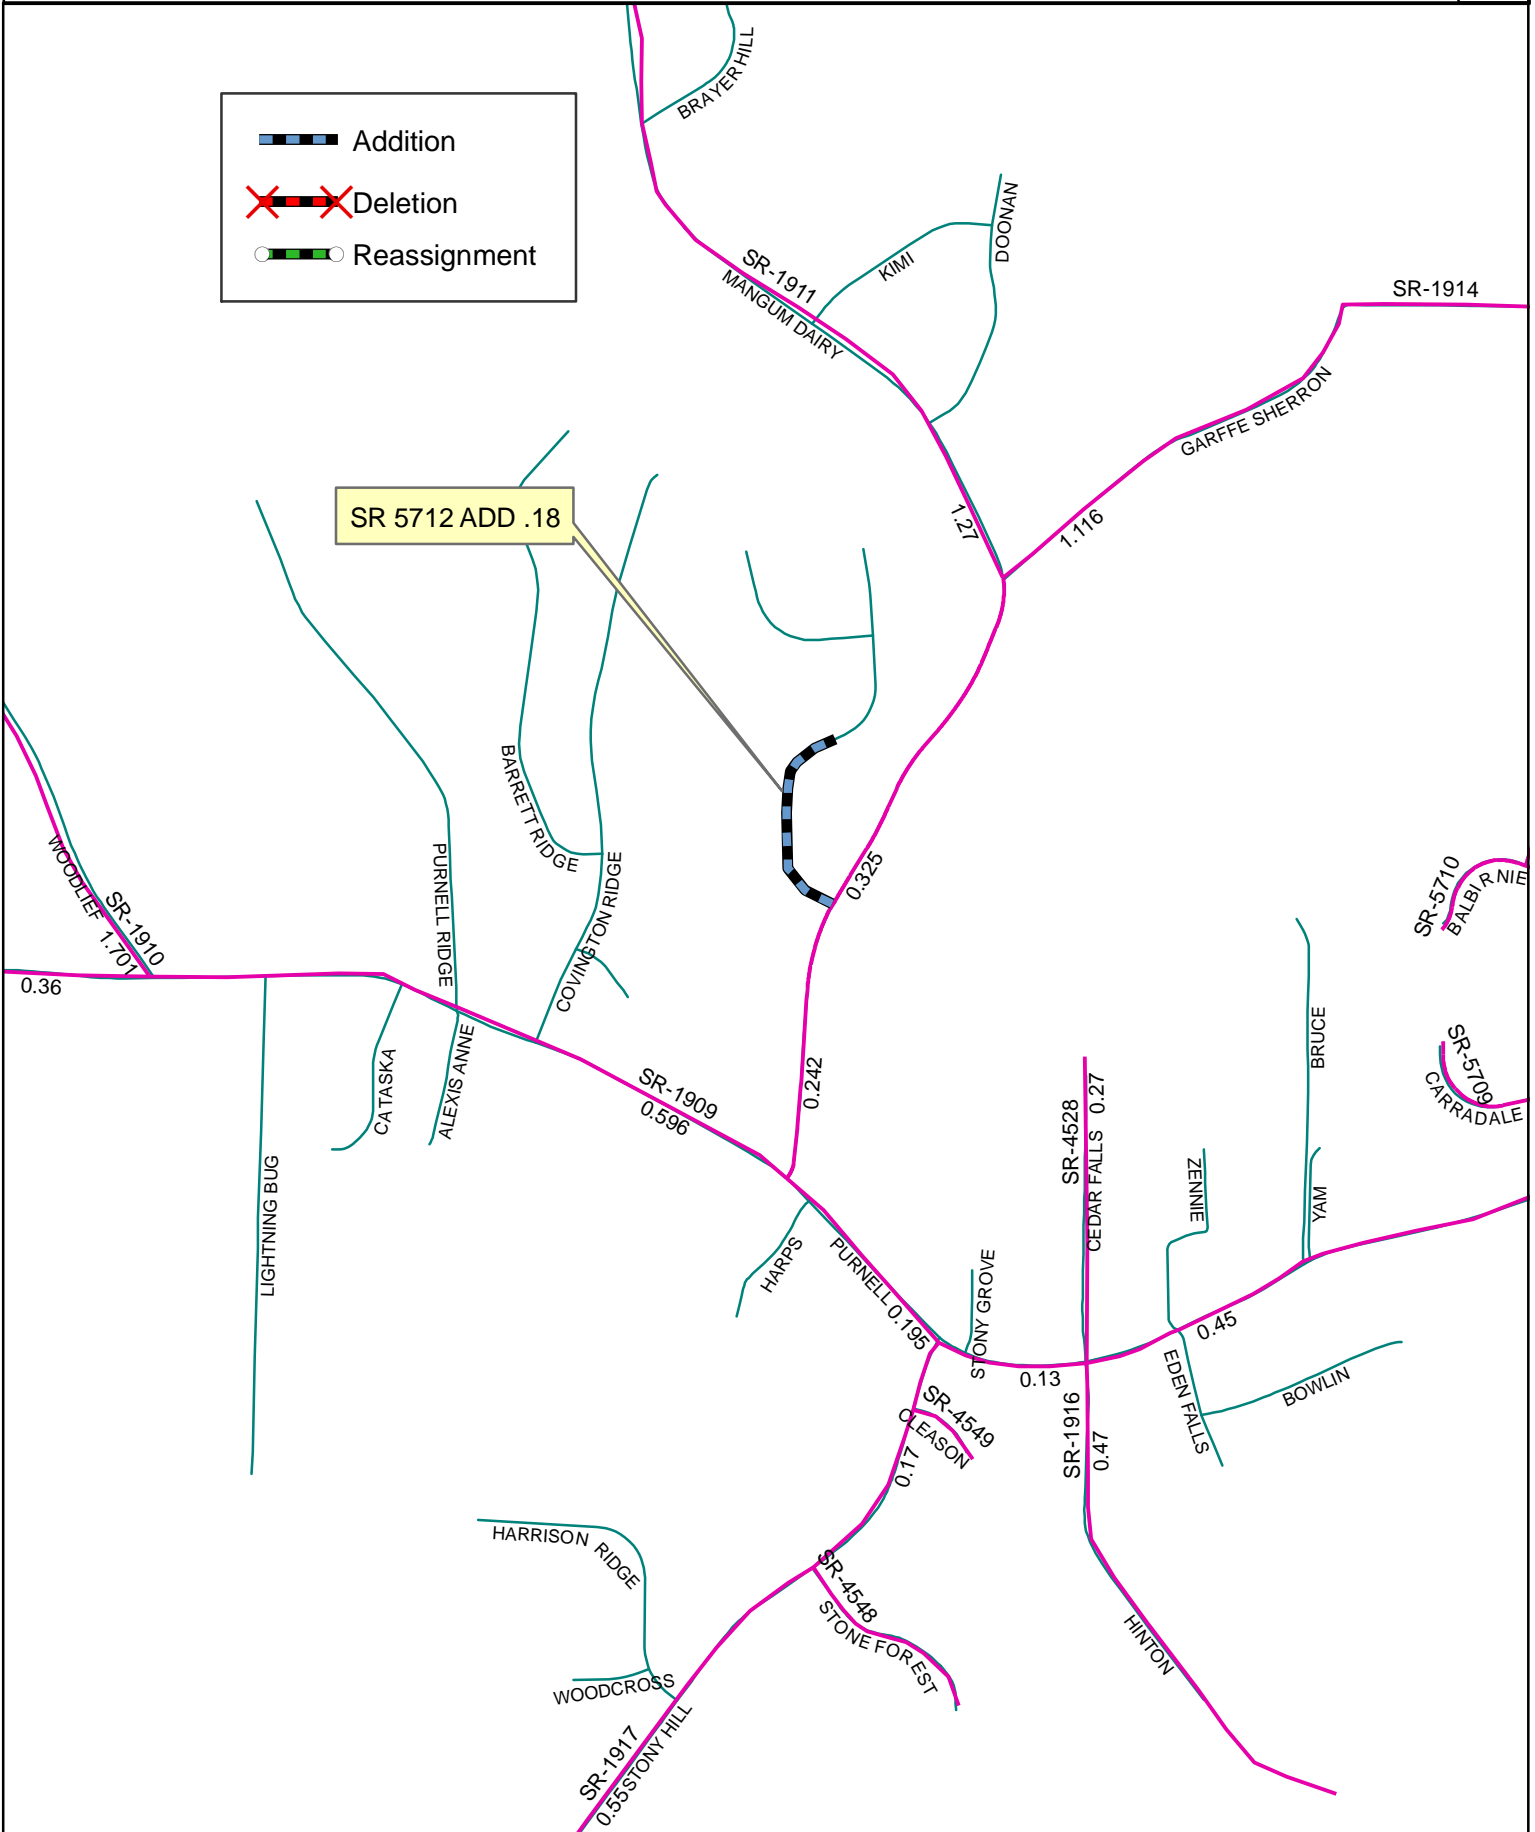 BRAYER HILL
Addition
Deletion
Reassignment
DOONAN
KIMI
SR-1911
MANGUM DAIRY
SR-1914
GARFFE SHERRON
SR 5712 ADD .18
1.27
1.116
BARRETT RIDGE
PURNELL RIDGE
COVINGTON RIDGE
0.325
WOODLIEF
1.701
SR-1910
0.36
SR-5710
BALBIRNIE
BRUCE
SR-5709
CARRADALE
CATASKA
ALEXIS ANNE
SR-1909
0.596
0.242
SR-4528
CEDAR FALLS
0.27
ZENNIE
YAM
LIGHTNING BUG
HARPS
PURNELL
0.195
STONY GROVE
0.13
0.45
EDEN FALLS
BOWLIN
SR-4549
CLEASON
0.17
SR-1916
0.47
HARRISON RIDGE
SR-4548
STONE FOREST
HINTON
WOODCROSS
SR-1917
0.55
STONY HILL